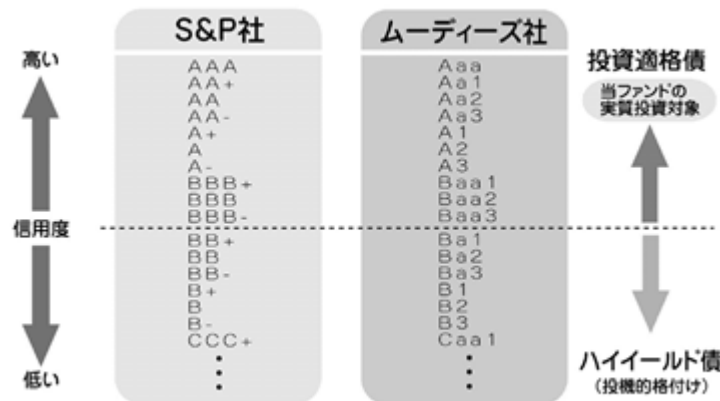 S&P社
ムーディーズ社
高い
信用度
低い
AAA
AA+
AA
AA-
A+
A
A-
BBB+
BBB
BBB-
BB+
BB
BB-
B+
B
B-
CCC+
Aaa
Aa1
Aa2
Aa3
A1
A2
A3
Baa1
Baa2
Baa3
Ba1
Ba2
Ba3
B1
B2
B3
Caa1
投資適格債
当ファンドの
実質投資対象
ハイイールド債
(投機的格付け)